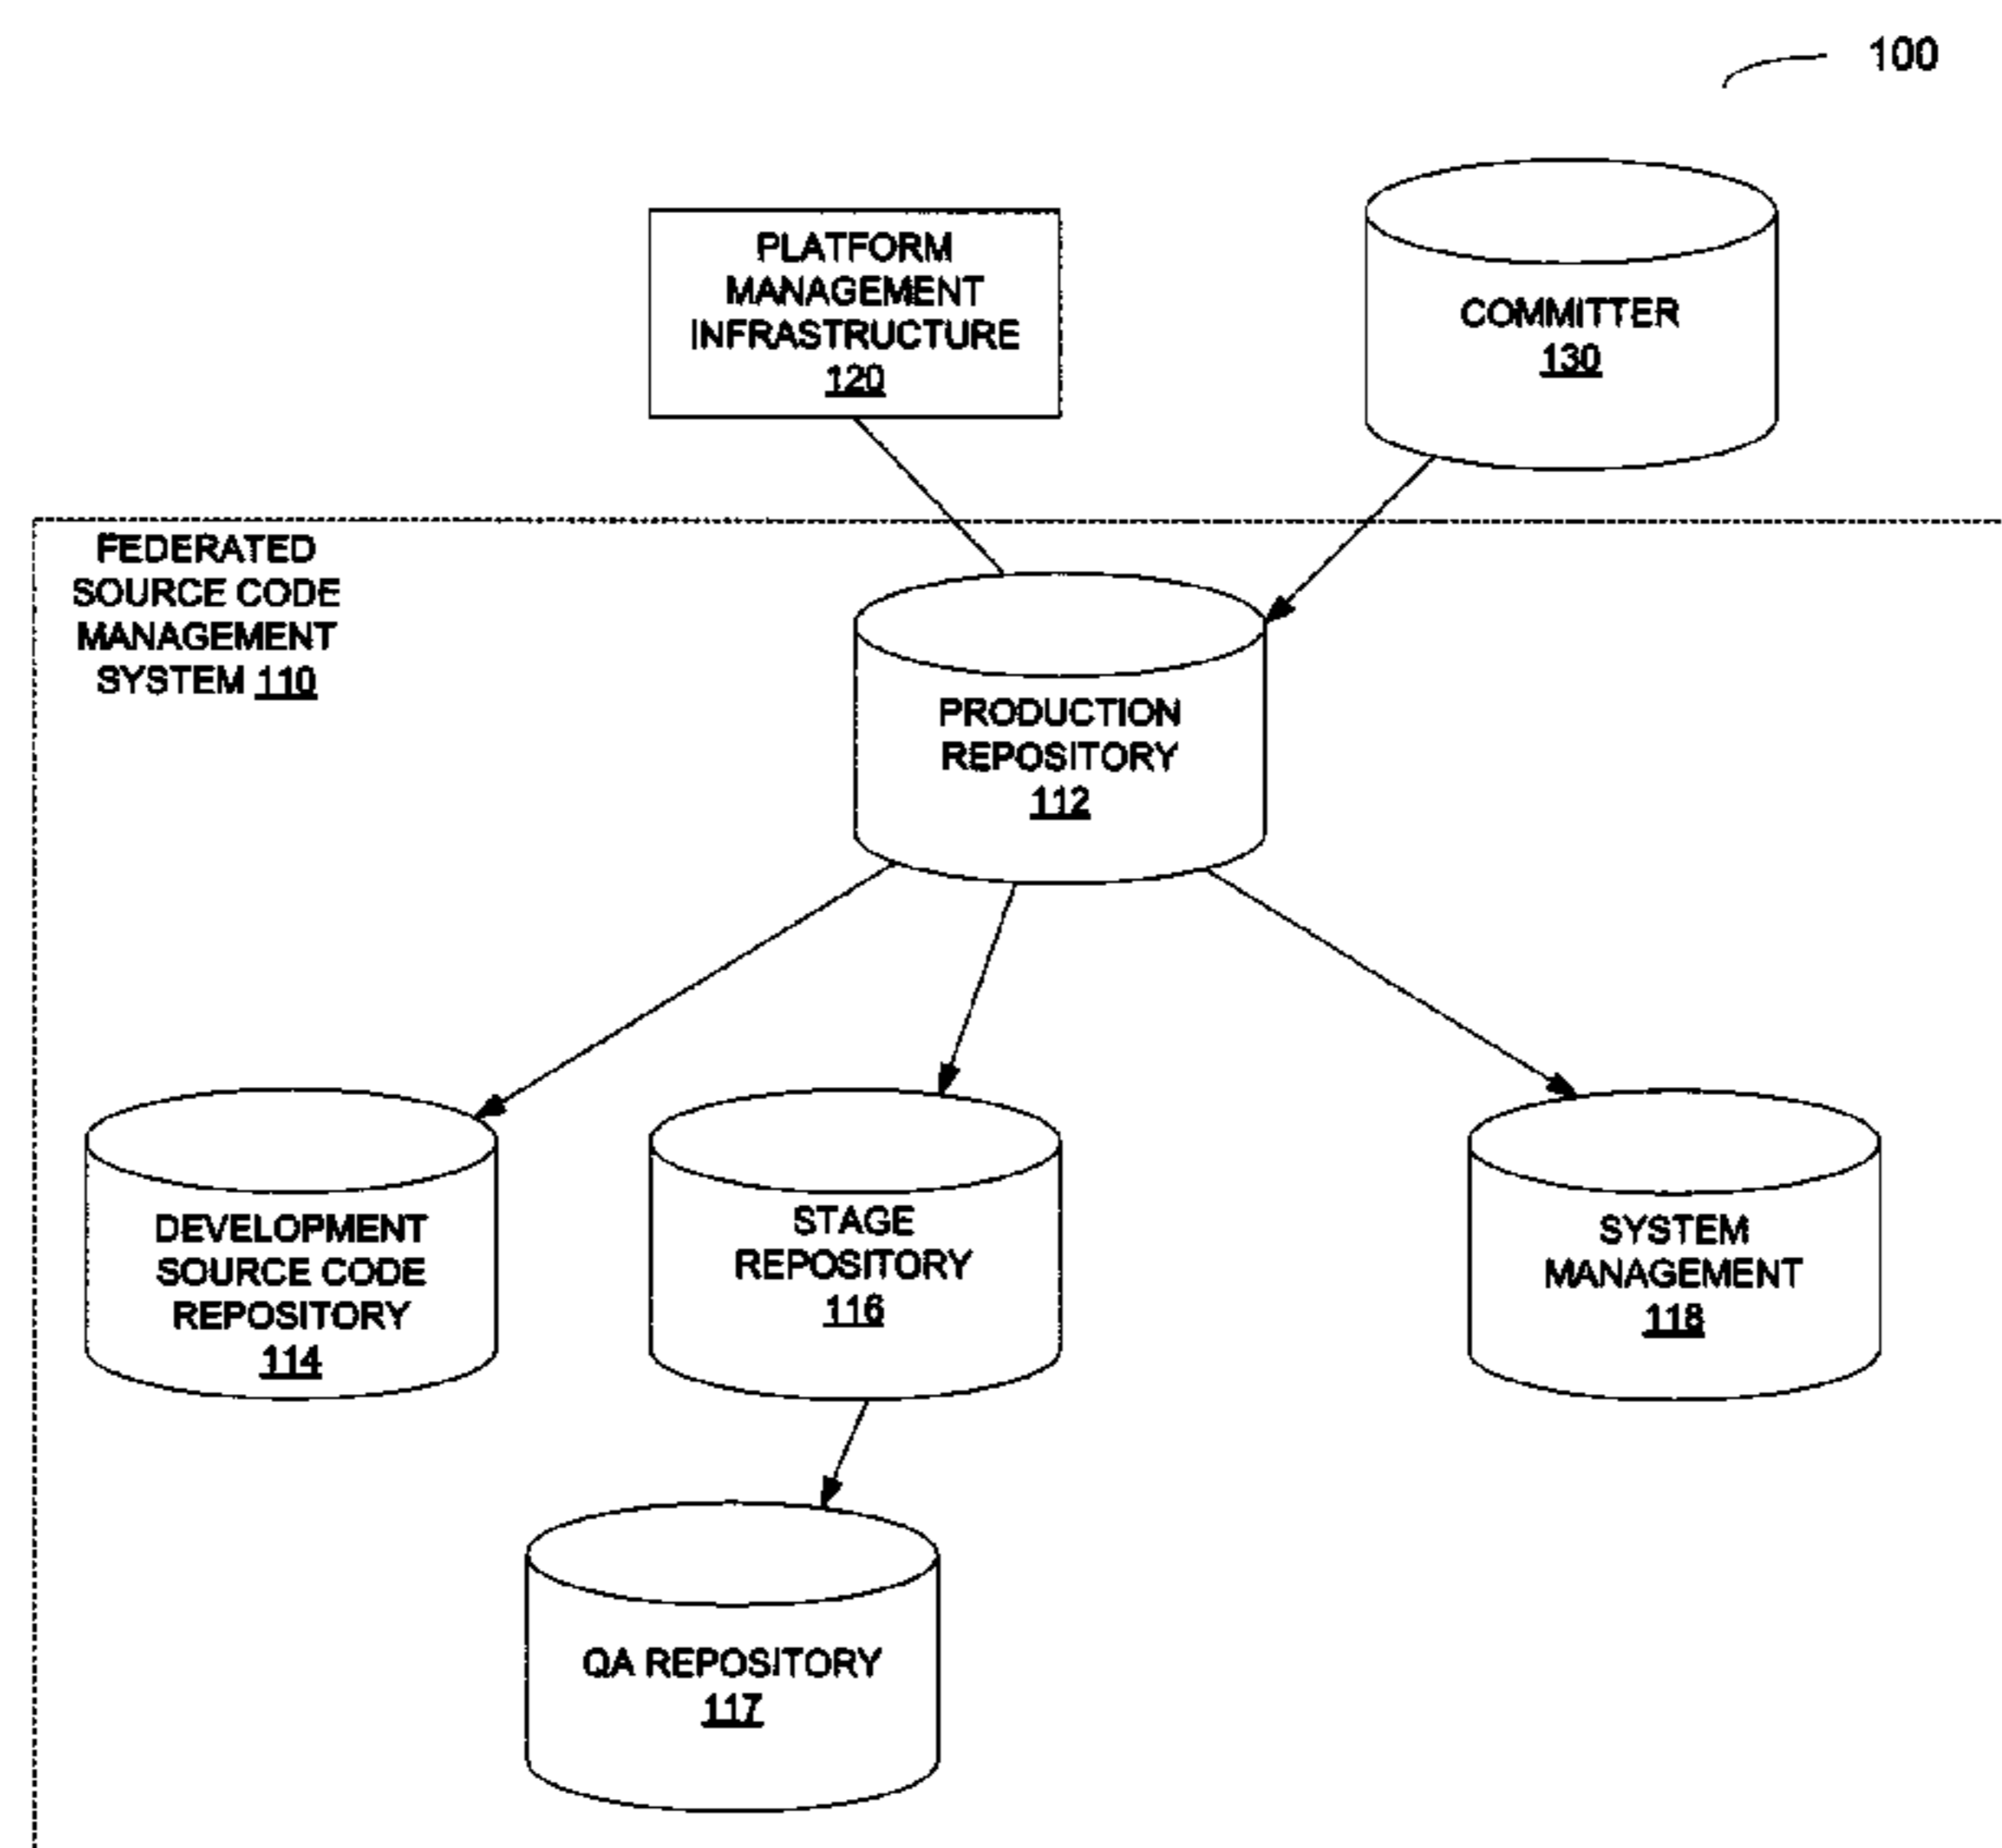 100
PLATFORM
MANAGEMENT
INFRASTRUCTURE
120
COMMITTER
130
FEDERATED
SOURCE CODE
MANAGEMENT
SYSTEM 110
PRODUCTION
REPOSITORY
112
DEVELOPMENT
SOURCE CODE
REPOSITORY
114
STAGE
REPOSITORY
116
SYSTEM
MANAGEMENT
118
QA REPOSITORY
117